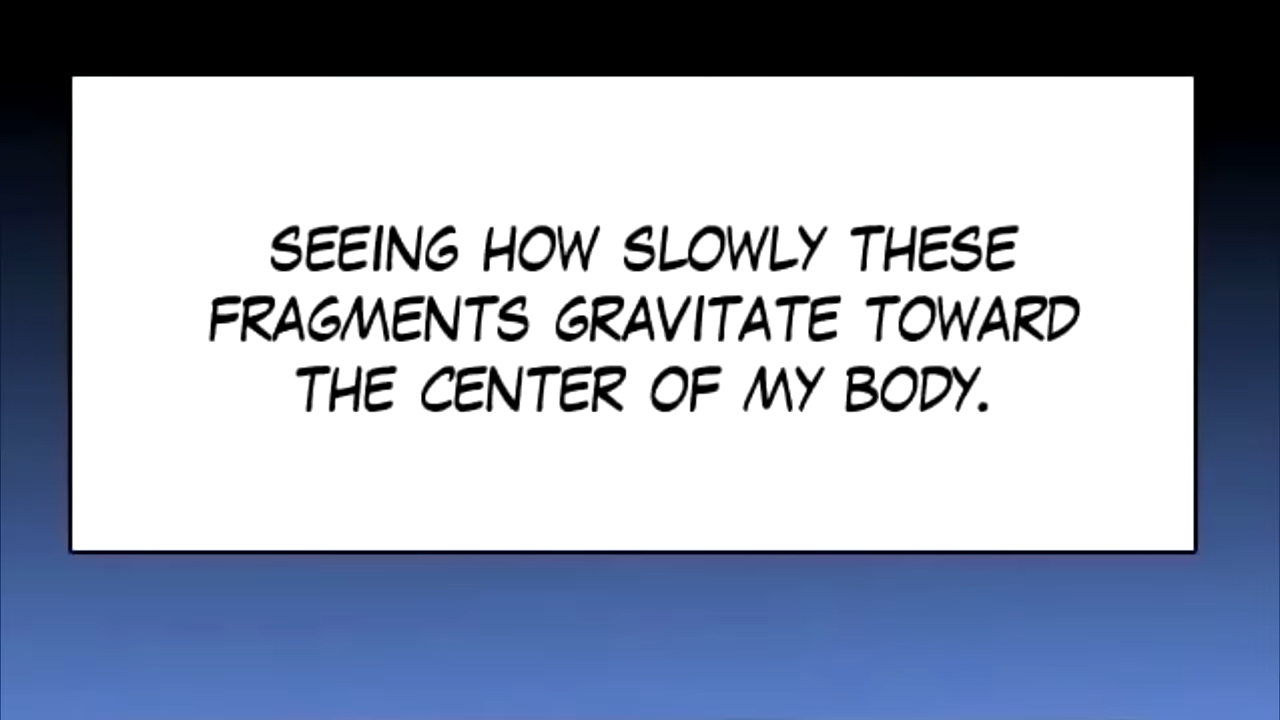 SEEING HOW SLOWLY THESE
FRAGMENTS GRAVITATE TOWARD
THE CENTER OF MY BODY.